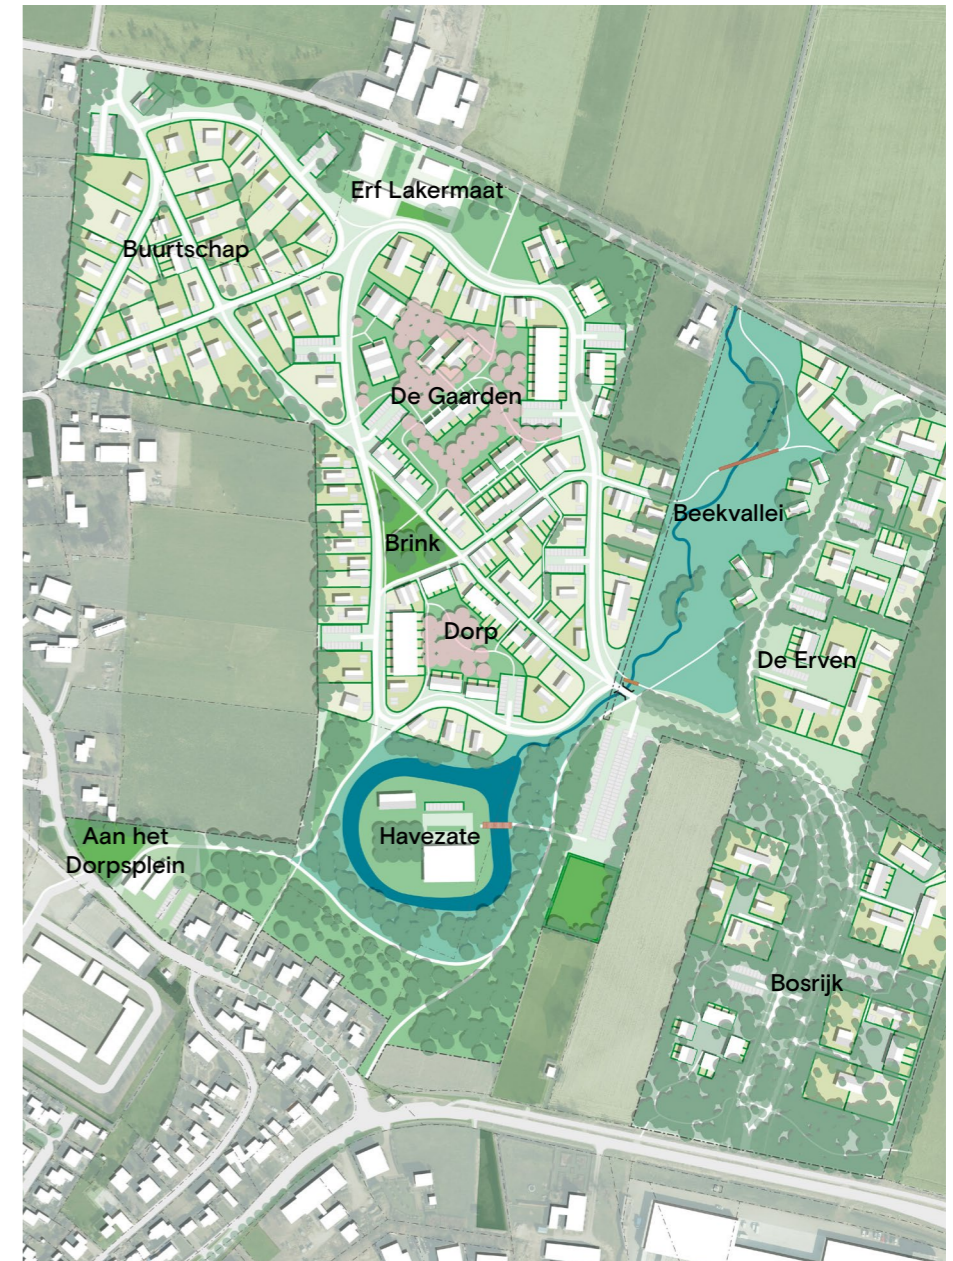 Erf Lakermaat
Buurtschap
De Gaarden
Beekvallei
Brink
Dorp
De Erven
Havezate
Aan het
Dorpsplein
Bosrijk